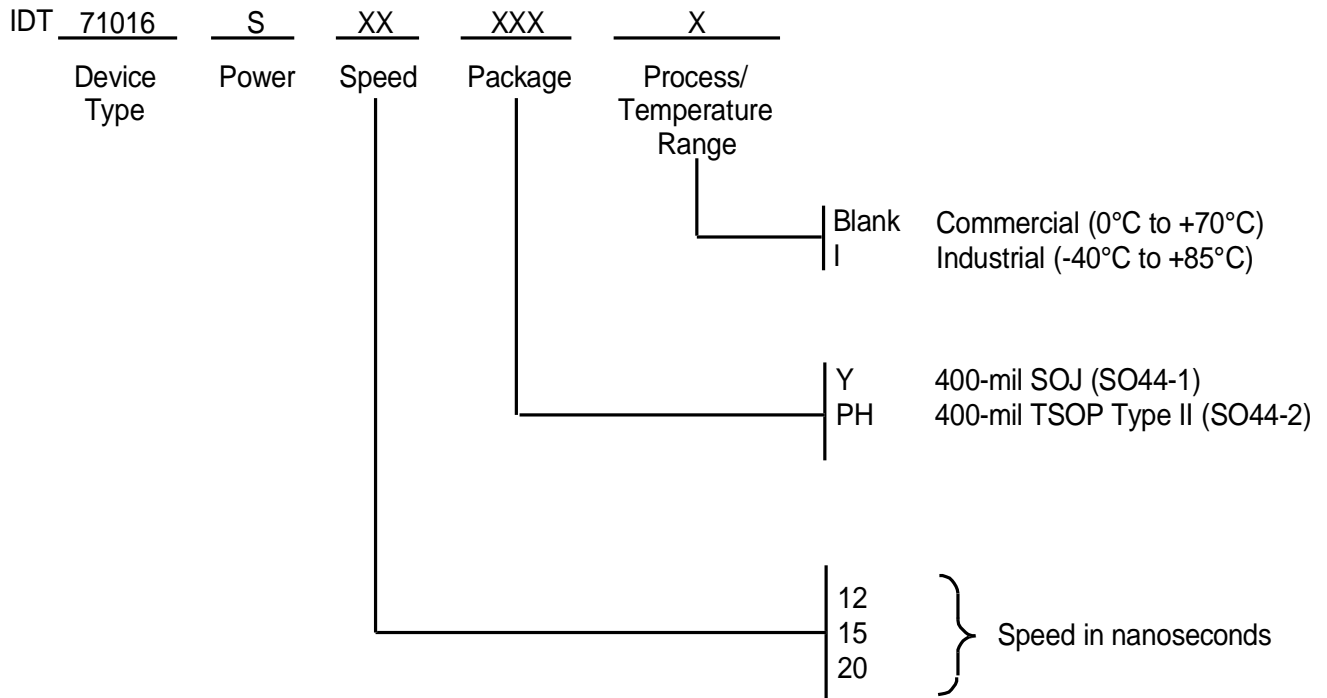 IDT 71016 S XX XXX X
Device Type Power Speed Package Process/ Temperature Range
Blank Commercial (0°C to +70°C)
I Industrial (-40°C to +85°C)
Y 400-mil SOJ (SO44-1)
PH 400-mil TSOP Type II (SO44-2)
12
15 Speed in nanoseconds
20